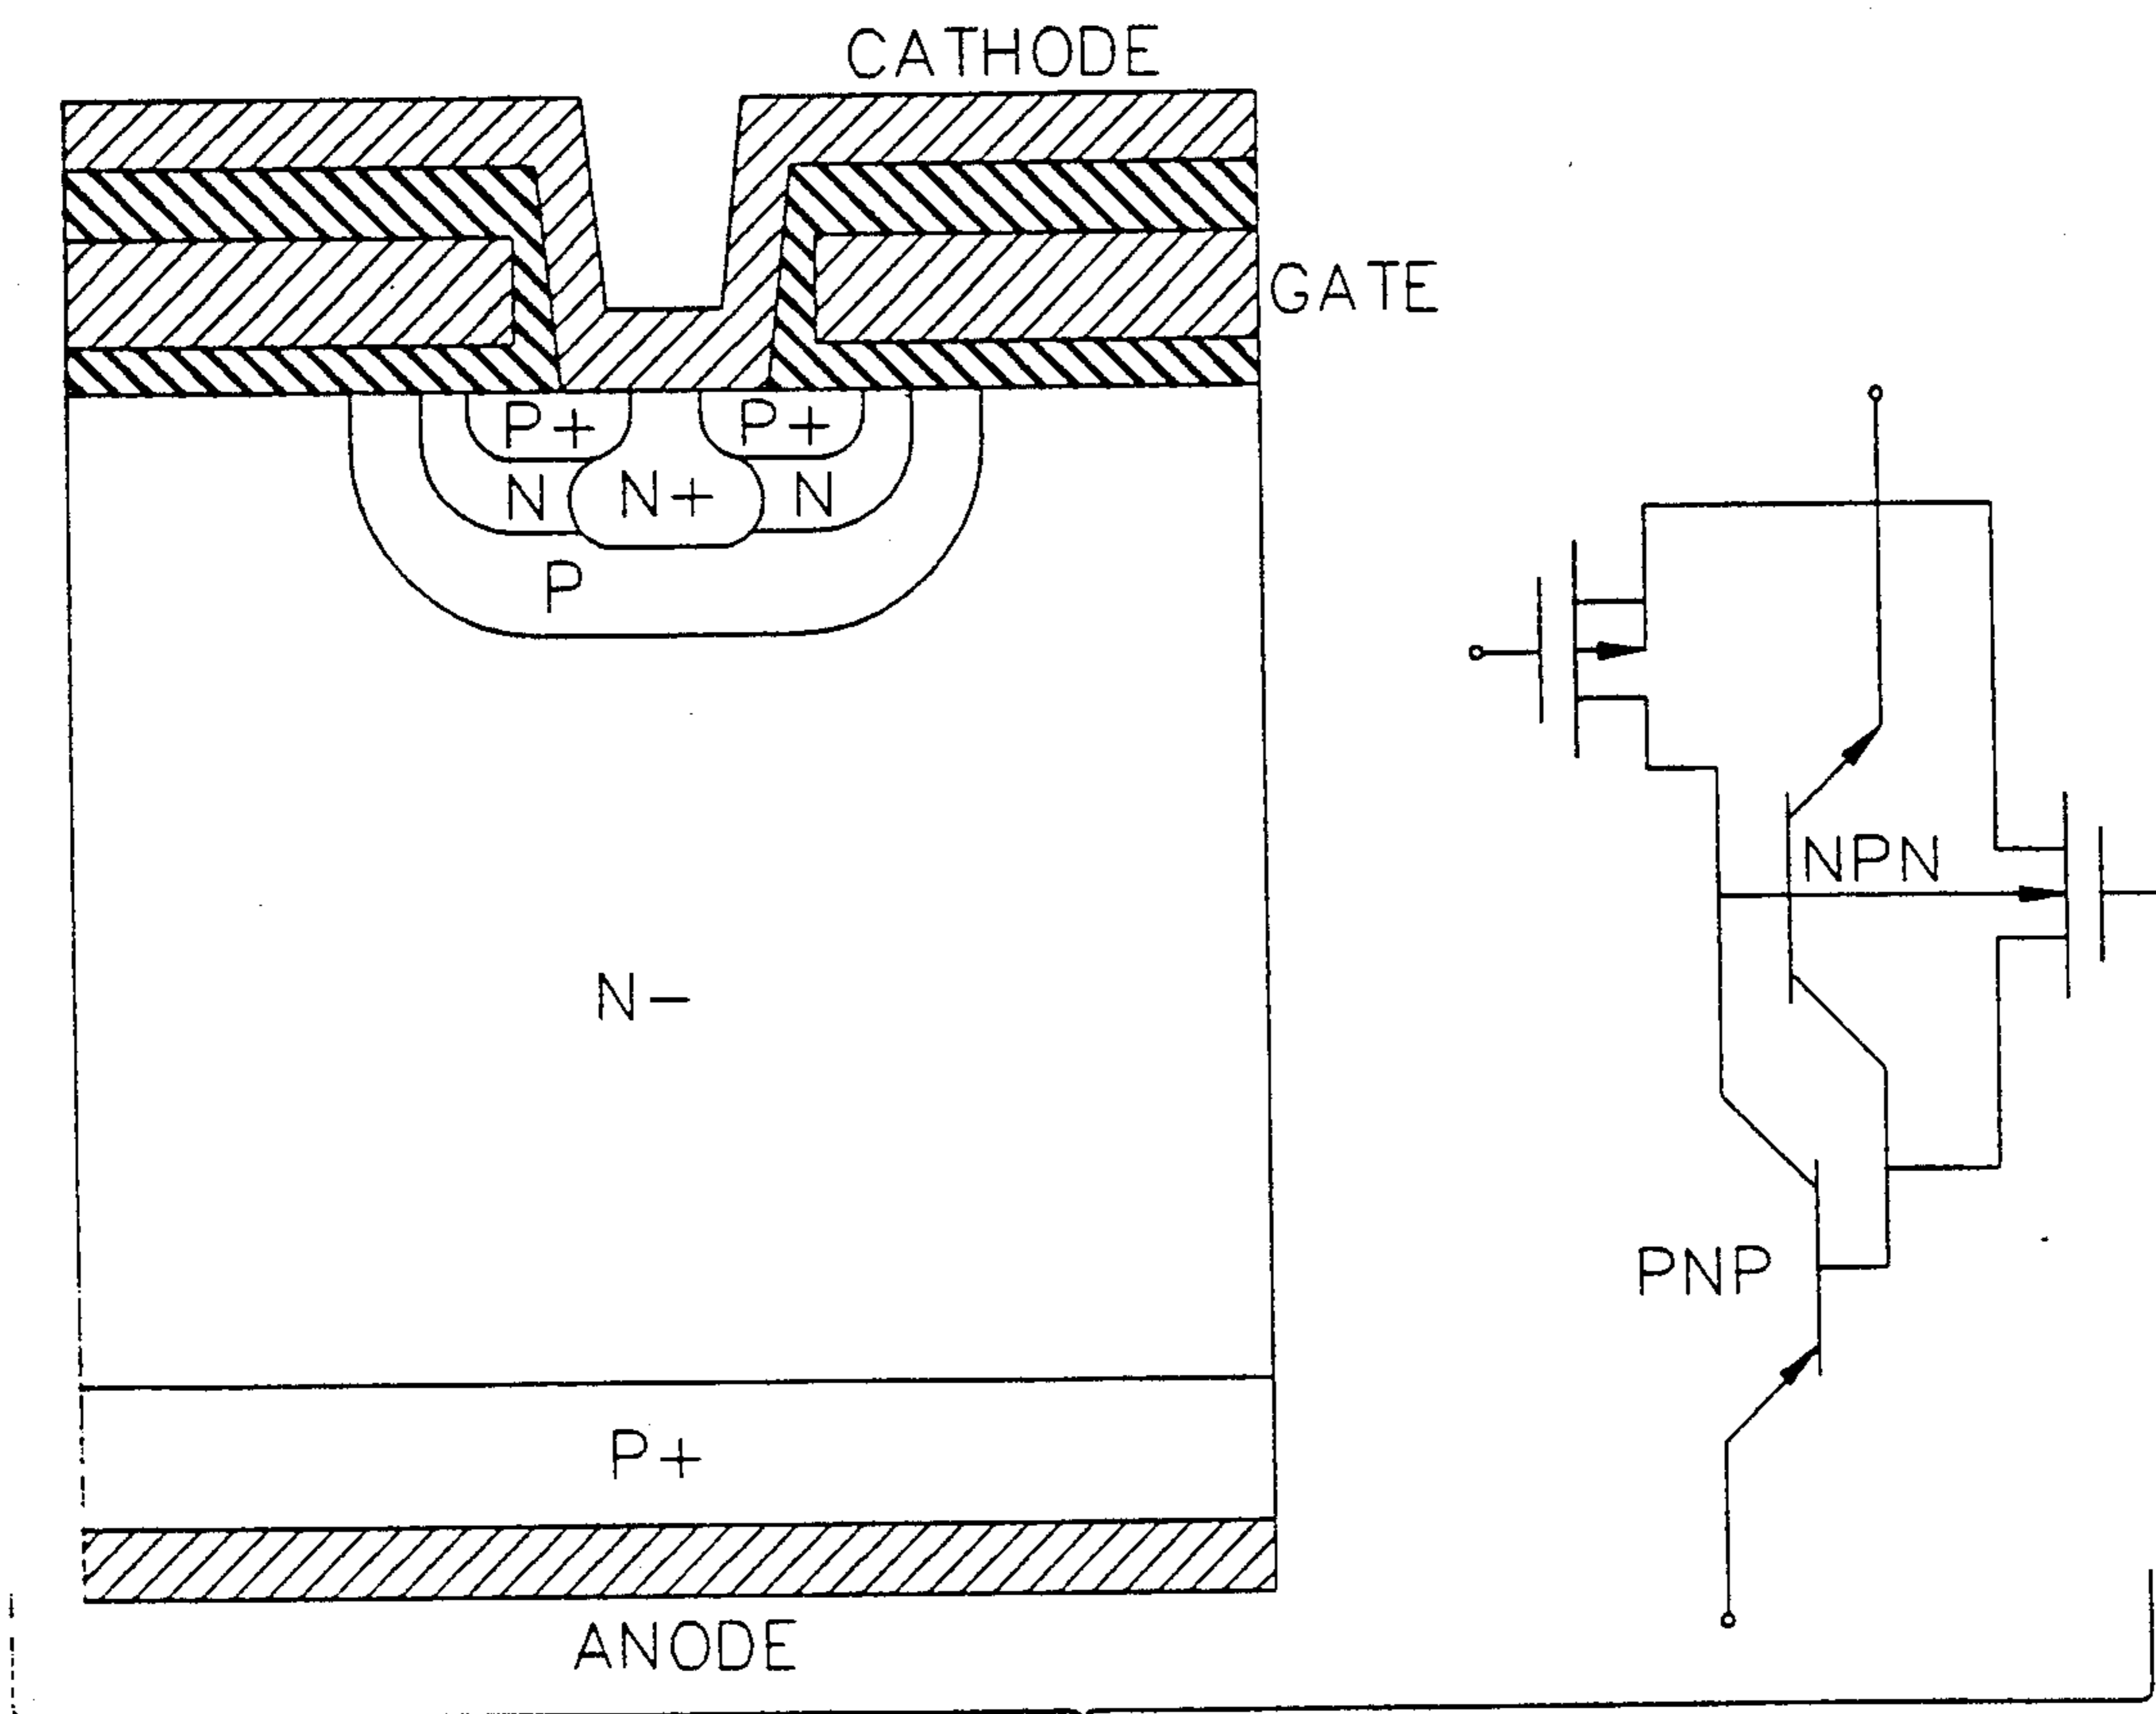 CATHODE
GATE
P+ P+
N N+ N
P
N-
P+
ANODE
NPN
PNP